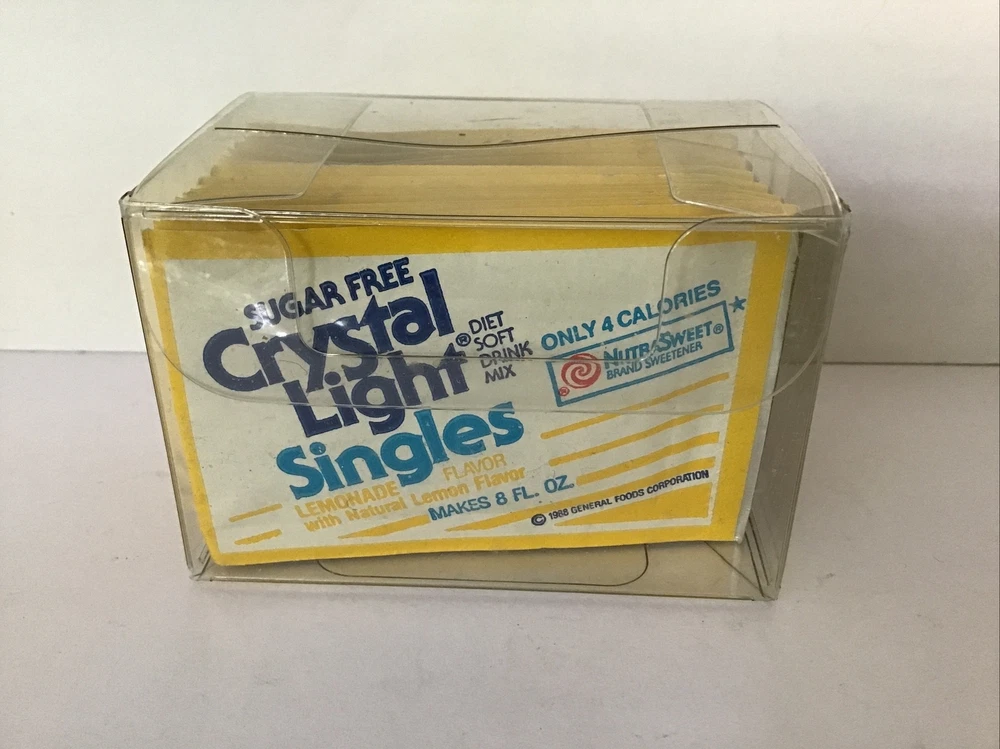 SUGAR FREE
Crystal
Light®
Singles
DIET
SOFT
DRINK
MIX
ONLY 4 CALORIES*
NUTRASWEET®
BRAND SWEETENER
®
LEMONADE FLAVOR
with Natural Lemon Flavor
MAKES 8 FL. OZ.
© 1988 GENERAL FOODS CORPORATION